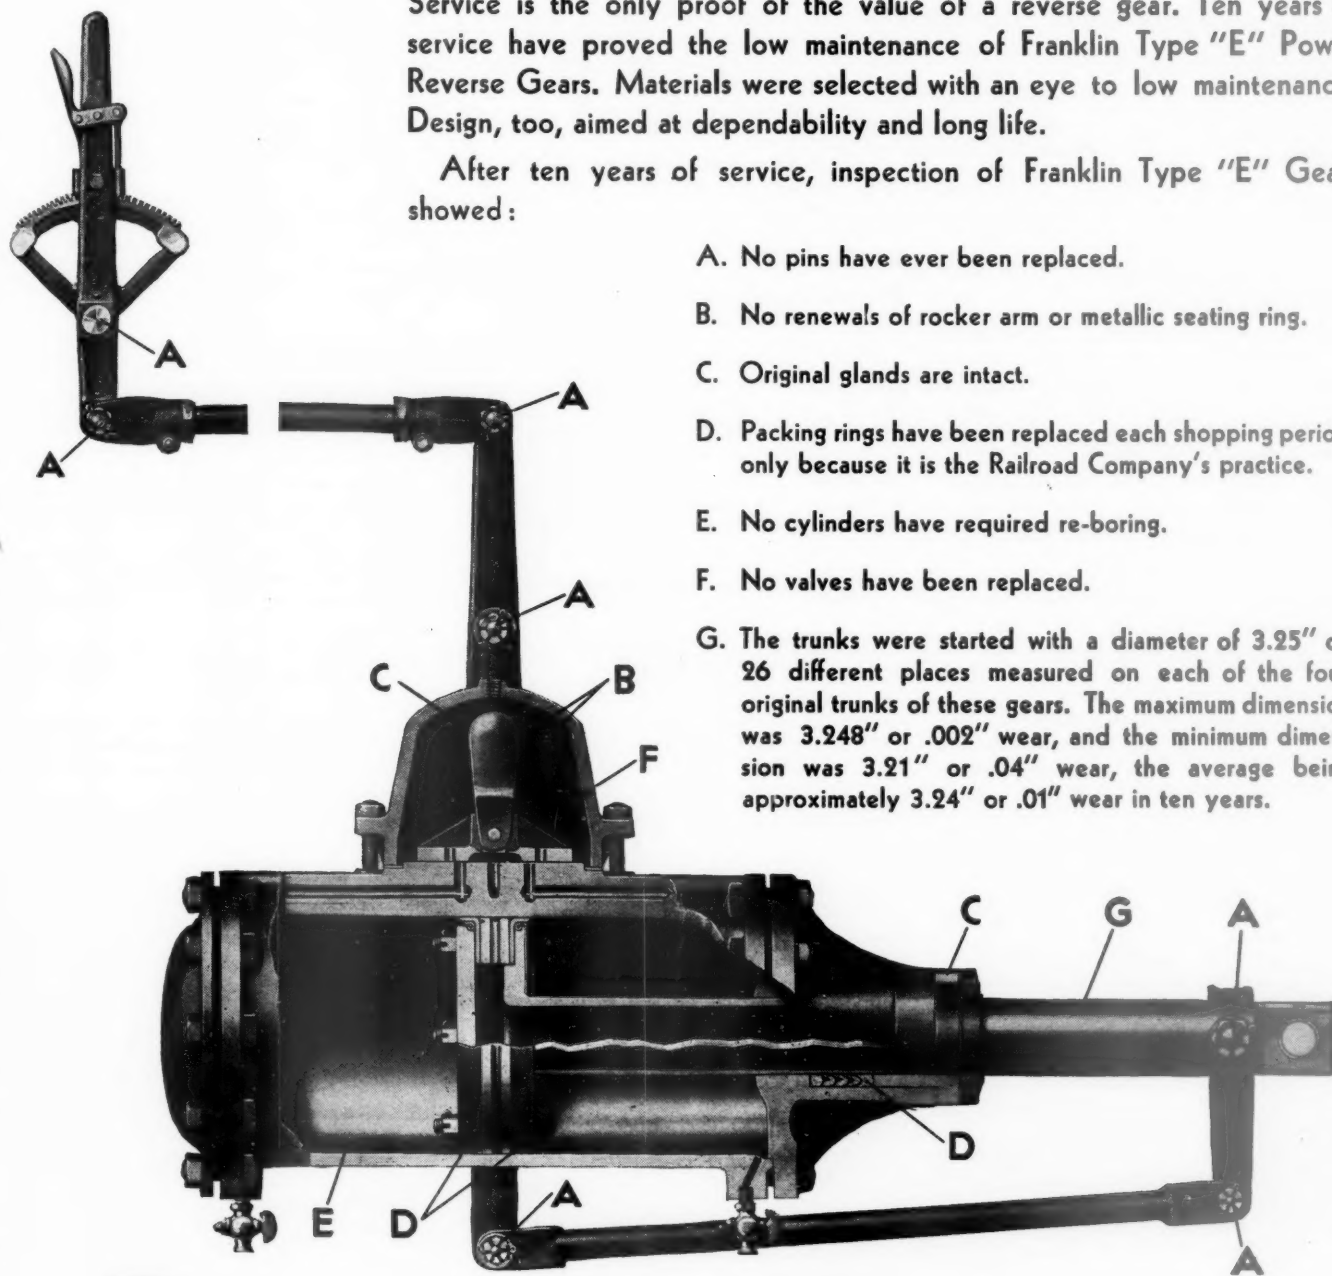 Service is the only proof of the value of a reverse gear. Ten years
service have proved the low maintenance of Franklin Type "E"
Reverse Gears. Materials were selected with an eye to low
Design, too, aimed at dependability and long life.
After ten years of service, inspection of Franklin Type "E"
showed:
A. No pins have ever been replaced.
B. No renewals of rocker arm or metallic seating ring.
C. Original glands are intact.
D. Packing rings have been replaced each shopping
only because it is the Railroad Company's practice.
E. No cylinders have required re-boring.
F. No valves have been replaced.
G. The trunks were started with a diameter of 3.25"
26 different places measured on each of the
original trunks of these gears. The maximum
was 3.248" or .002" wear, and the minimum dimen-
sion was 3.21" or .04" wear, the average
approximately 3.24" or .01" wear in ten years.
A
A
A
A
C
B
F
C
G
A
D
E
D
A
A